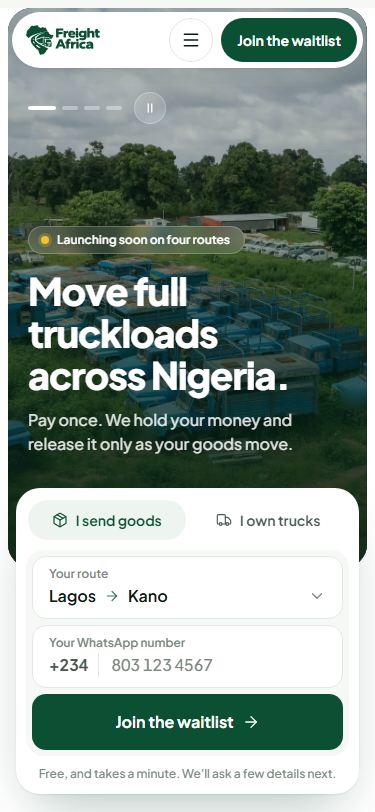 Freight
Africa
Join the waitlist
Launching soon on four routes
Move full
truckloads
across Nigeria.
Pay once. We hold your money and
release it only as your goods move.
I send goods
I own trucks
Your route
Lagos → Kano
Your WhatsApp number
+234 803 123 4567
Join the waitlist →
Free, and takes a minute. We'll ask a few details next.